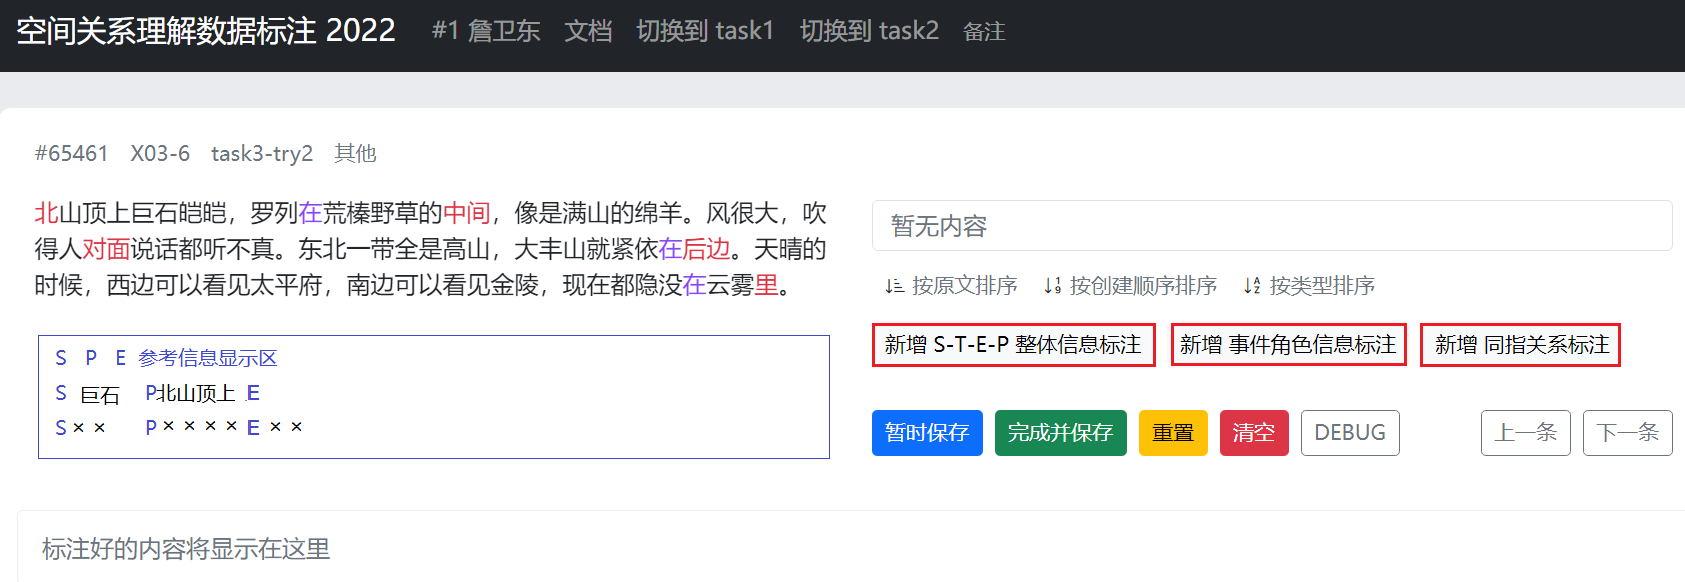 空间关系理解数据标注 2022 #1 詹卫东 文档 切换到 task1 切换到 task2 备注
#65461 X03-6 task3-try2 其他
北山顶上巨石皑皑，罗列在荒榛野草的中间，像是满山的绵羊。风很大，吹
得人对面说话都听不真。东北一带全是高山，大丰山就紧依在后边。天晴的
时候，西边可以看见太平府，南边可以看见金陵，现在都隐没在云雾里。
S P E 参考信息显示区
S 巨石 P北山顶上 E
S×× P×××× E××
暂无内容
按原文排序 按创建顺序排序 按类型排序
新增 S-T-E-P 整体信息标注 新增 事件角色信息标注 新增 同指关系标注
暂时保存 完成并保存 重置 清空 DEBUG 上一条 下一条
标注好的内容将显示在这里